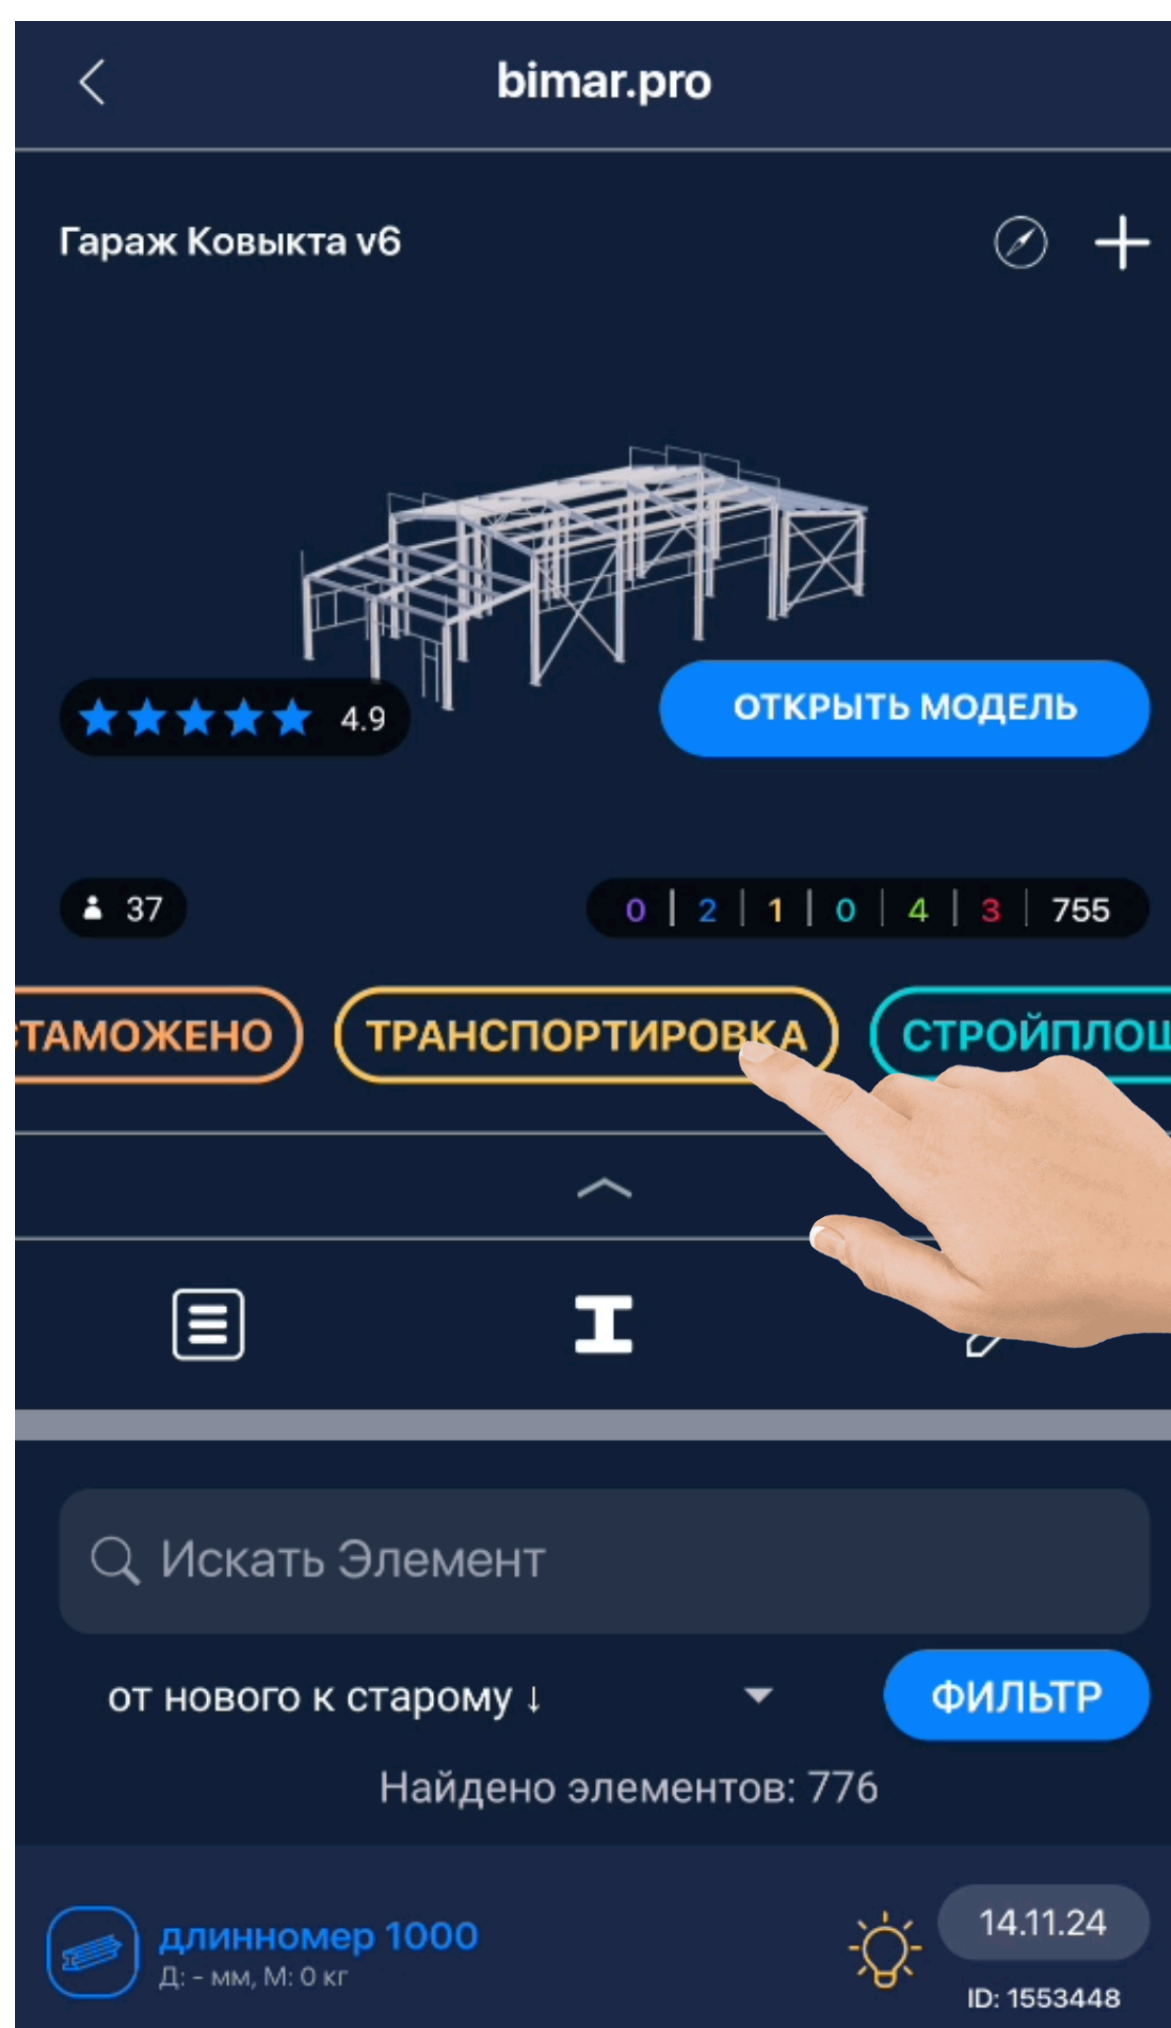 bimar.pro
Гараж Ковыкта v6
4.9
ОТКРЫТЬ МОДЕЛЬ
37
0 | 2 | 1 | 0 | 4 | 3 | 755
ТАМОЖЕНО
ТРАНСПОРТИРОВКА
СТРОЙПЛОЩ
Искать Элемент
от нового к старому ↓
ФИЛЬТР
Найдено элементов: 776
длинномер 1000
14.11.24
Д: - мм, М: 0 кг
ID: 1553448